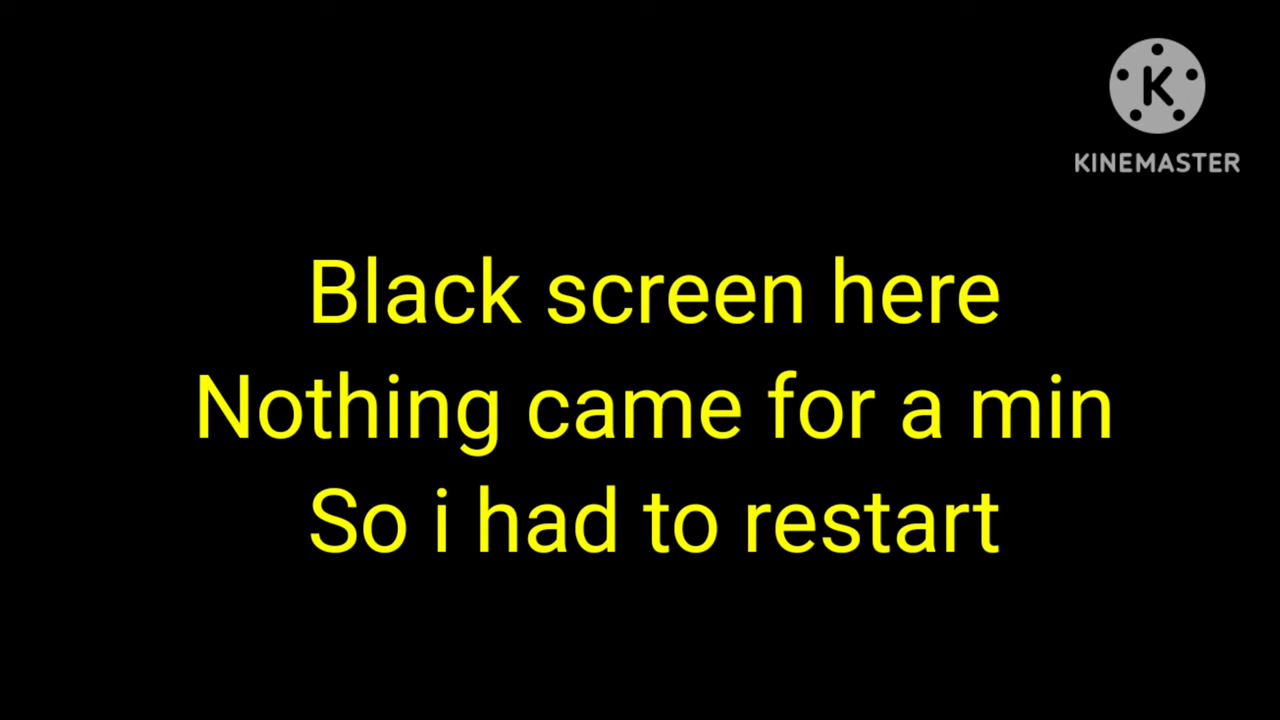 K
KINEMASTER
Black screen here
Nothing came for a min
So i had to restart